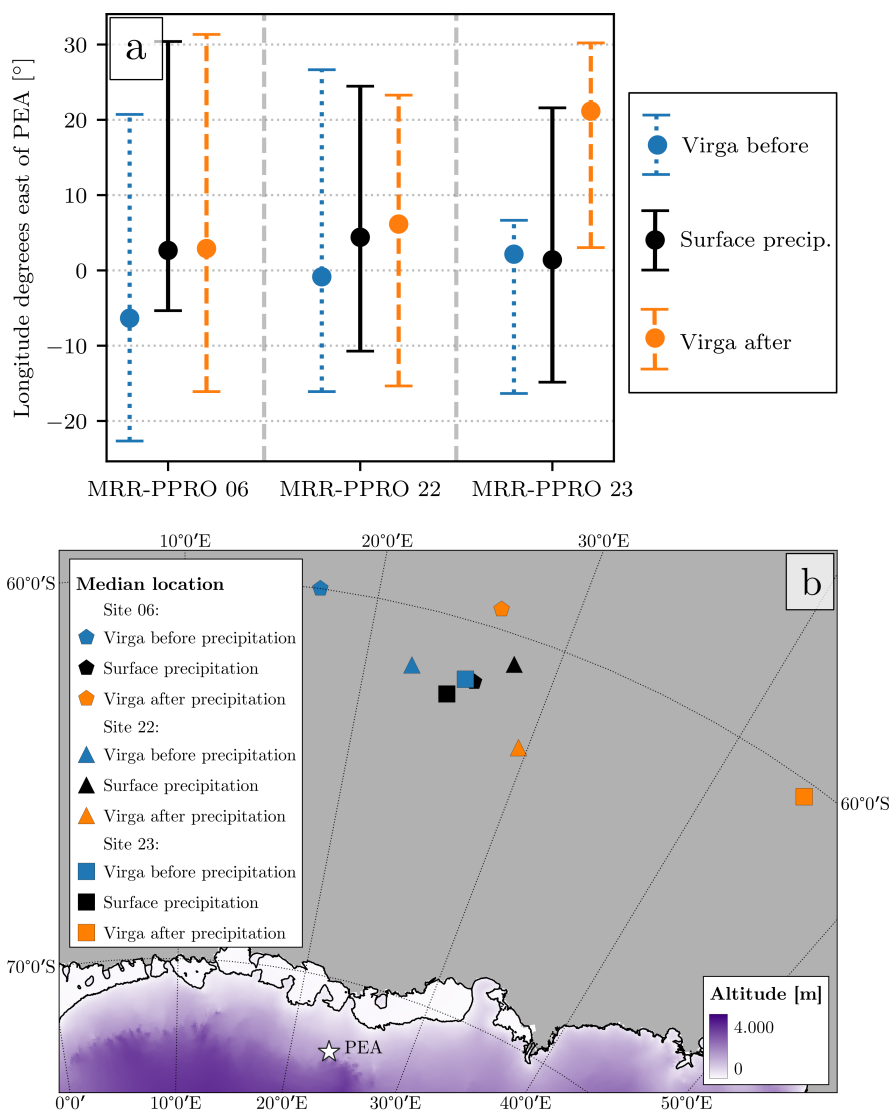 a
Longitude degreees east of PEA [°]
30
20
10
0
−10
−20
MRR-PPRO 06
MRR-PPRO 22
MRR-PPRO 23
Virga before
Surface precip.
Virga after
b
10°0′E
20°0′E
30°0′E
60°0′S
60°0′S
70°0′S
Median location
Site 06:
Virga before precipitation
Surface precipitation
Virga after precipitation
Site 22:
Virga before precipitation
Surface precipitation
Virga after precipitation
Site 23:
Virga before precipitation
Surface precipitation
Virga after precipitation
PEA
Altitude [m]
4.000
0
0°0′
10°0′E
20°0′E
30°0′E
40°0′E
50°0′E